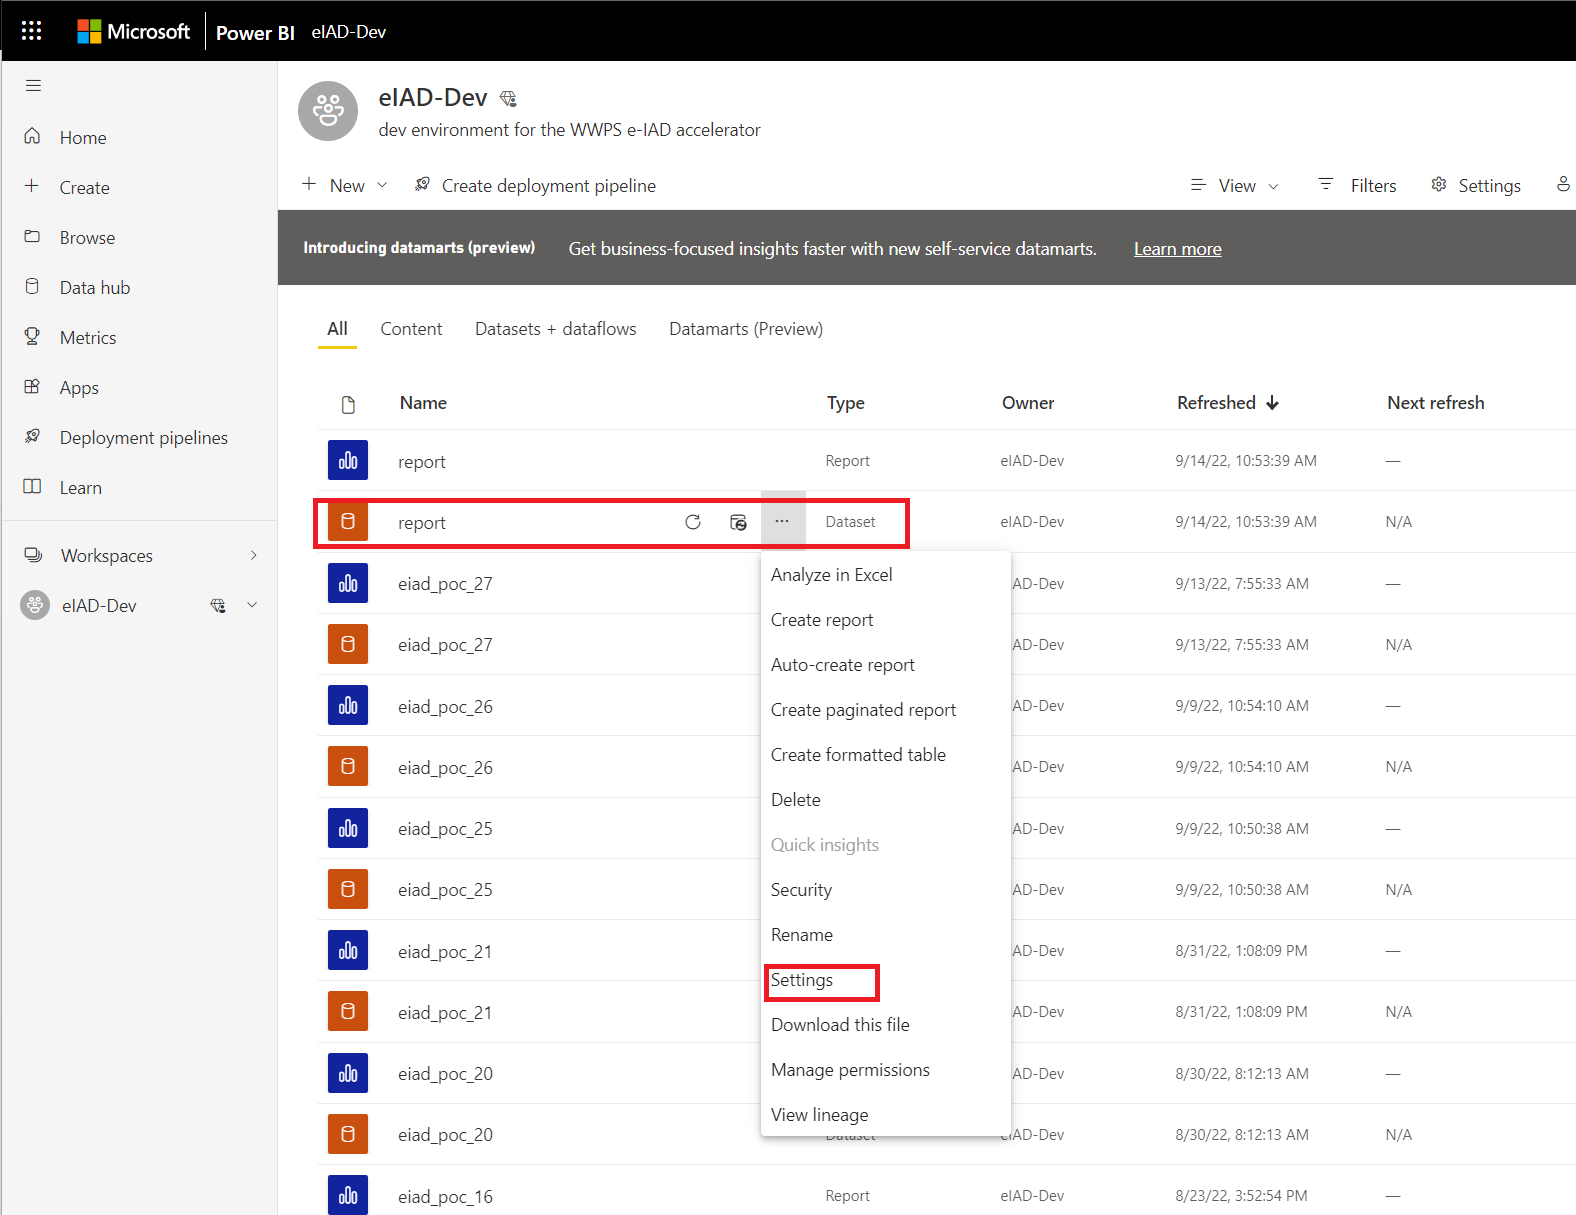 Microsoft Power BI eIAD-Dev
eIAD-Dev
dev environment for the WWPS e-IAD accelerator
Home
Create
Browse
Data hub
Metrics
Apps
Deployment pipelines
Learn
Workspaces
eIAD-Dev
New Create deployment pipeline View Filters Settings
Introducing datamarts (preview) Get business-focused insights faster with new self-service datamarts. Learn more
All Content Datasets + dataflows Datamarts (Preview)
Name Type Owner Refreshed Next refresh
report Report eIAD-Dev 9/14/22, 10:53:39 AM —
report ... Dataset eIAD-Dev 9/14/22, 10:53:39 AM N/A
eiad_poc_27 IAD-Dev 9/13/22, 7:55:33 AM —
eiad_poc_27 IAD-Dev 9/13/22, 7:55:33 AM N/A
eiad_poc_26 IAD-Dev 9/9/22, 10:54:10 AM —
eiad_poc_26 IAD-Dev 9/9/22, 10:54:10 AM N/A
eiad_poc_25 IAD-Dev 9/9/22, 10:50:38 AM —
eiad_poc_25 IAD-Dev 9/9/22, 10:50:38 AM N/A
eiad_poc_21 IAD-Dev 8/31/22, 1:08:09 PM —
eiad_poc_21 IAD-Dev 8/31/22, 1:08:09 PM N/A
eiad_poc_20 IAD-Dev 8/30/22, 8:12:13 AM —
eiad_poc_20 Dataset eIAD-Dev 8/30/22, 8:12:13 AM N/A
eiad_poc_16 Report eIAD-Dev 8/23/22, 3:52:54 PM —
Analyze in Excel
Create report
Auto-create report
Create paginated report
Create formatted table
Delete
Quick insights
Security
Rename
Settings
Download this file
Manage permissions
View lineage